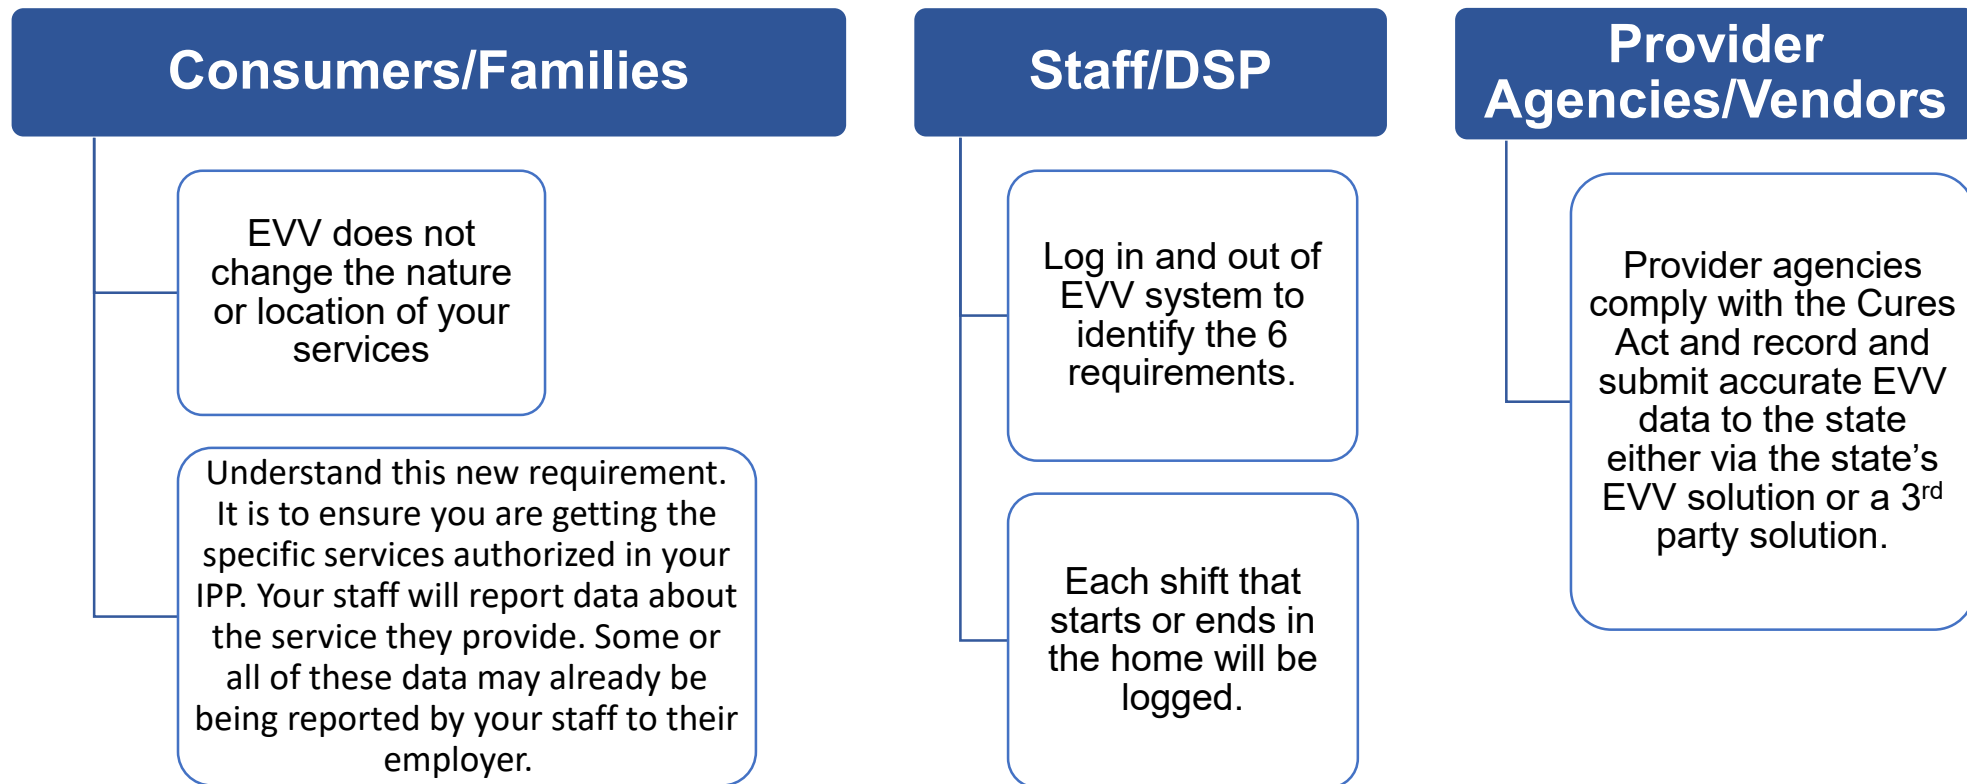 Consumers/Families
EVV does not
change the nature
or location of your
services
Understand this new requirement.
It is to ensure you are getting the
specific services authorized in your
IPP. Your staff will report data about
the service they provide. Some or
all of these data may already be
being reported by your staff to their
employer.
Staff/DSP
Log in and out of
EVV system to
identify the 6
requirements.
Each shift that
starts or ends in
the home will be
logged.
Provider
Agencies/Vendors
Provider agencies
comply with the Cures
Act and record and
submit accurate EVV
data to the state
either via the state’s
EVV solution or a 3rd
party solution.